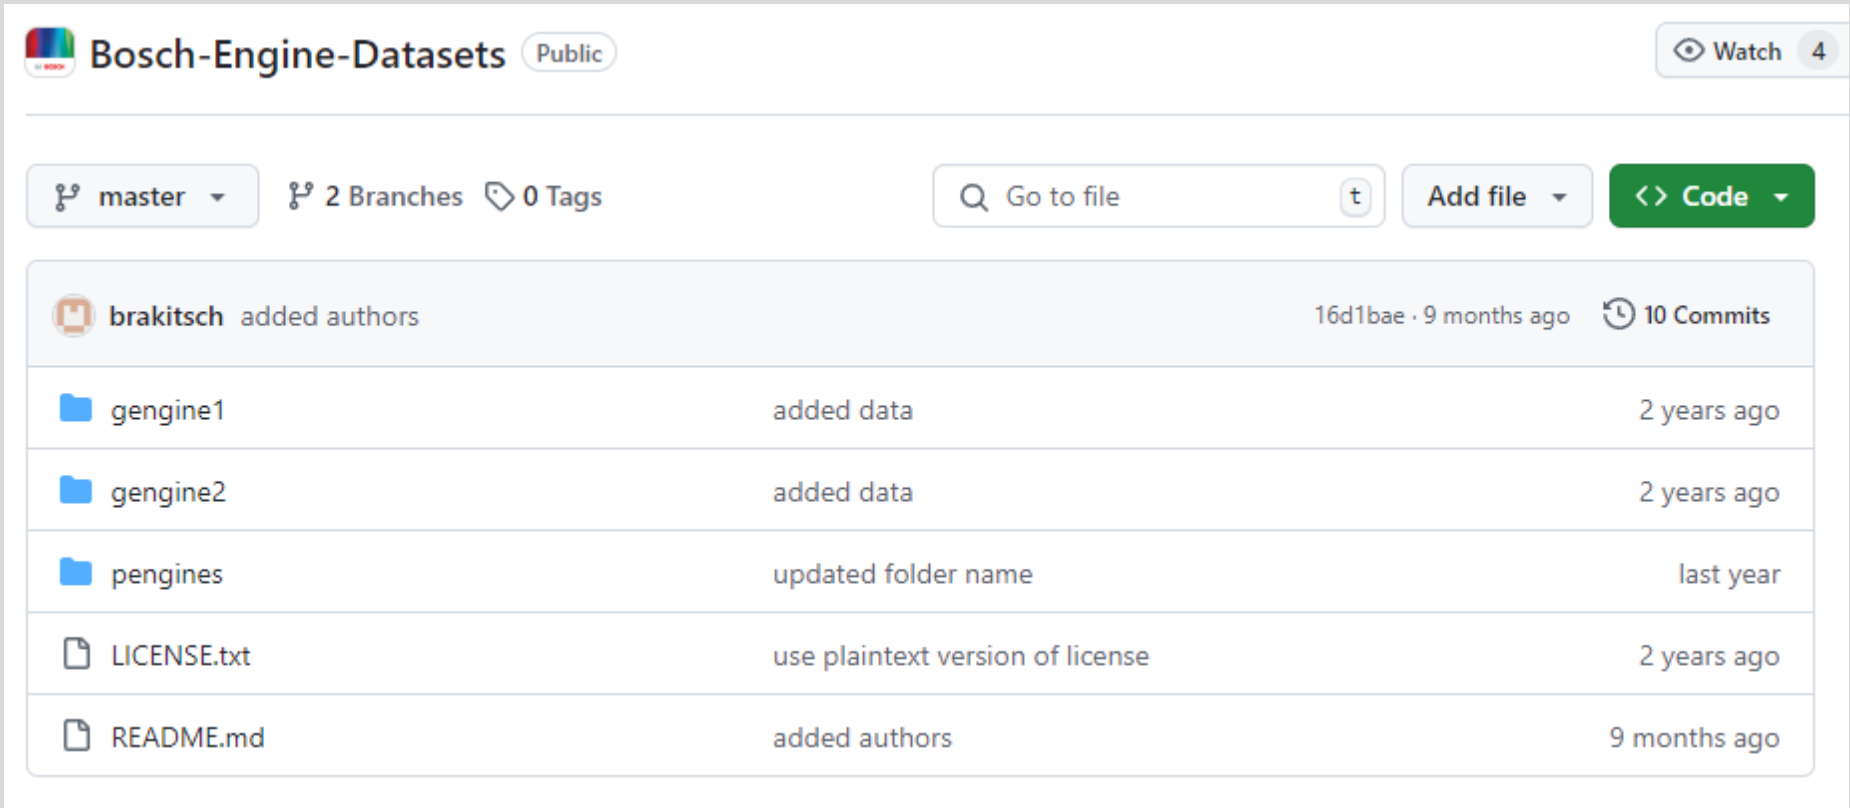 Bosch-Engine-Datasets Public Watch 4
master 2 Branches 0 Tags Go to file t Add file Code
brakitsch added authors 16d1bae · 9 months ago 10 Commits
gengine1 added data 2 years ago
gengine2 added data 2 years ago
pengines updated folder name last year
LICENSE.txt use plaintext version of license 2 years ago
README.md added authors 9 months ago